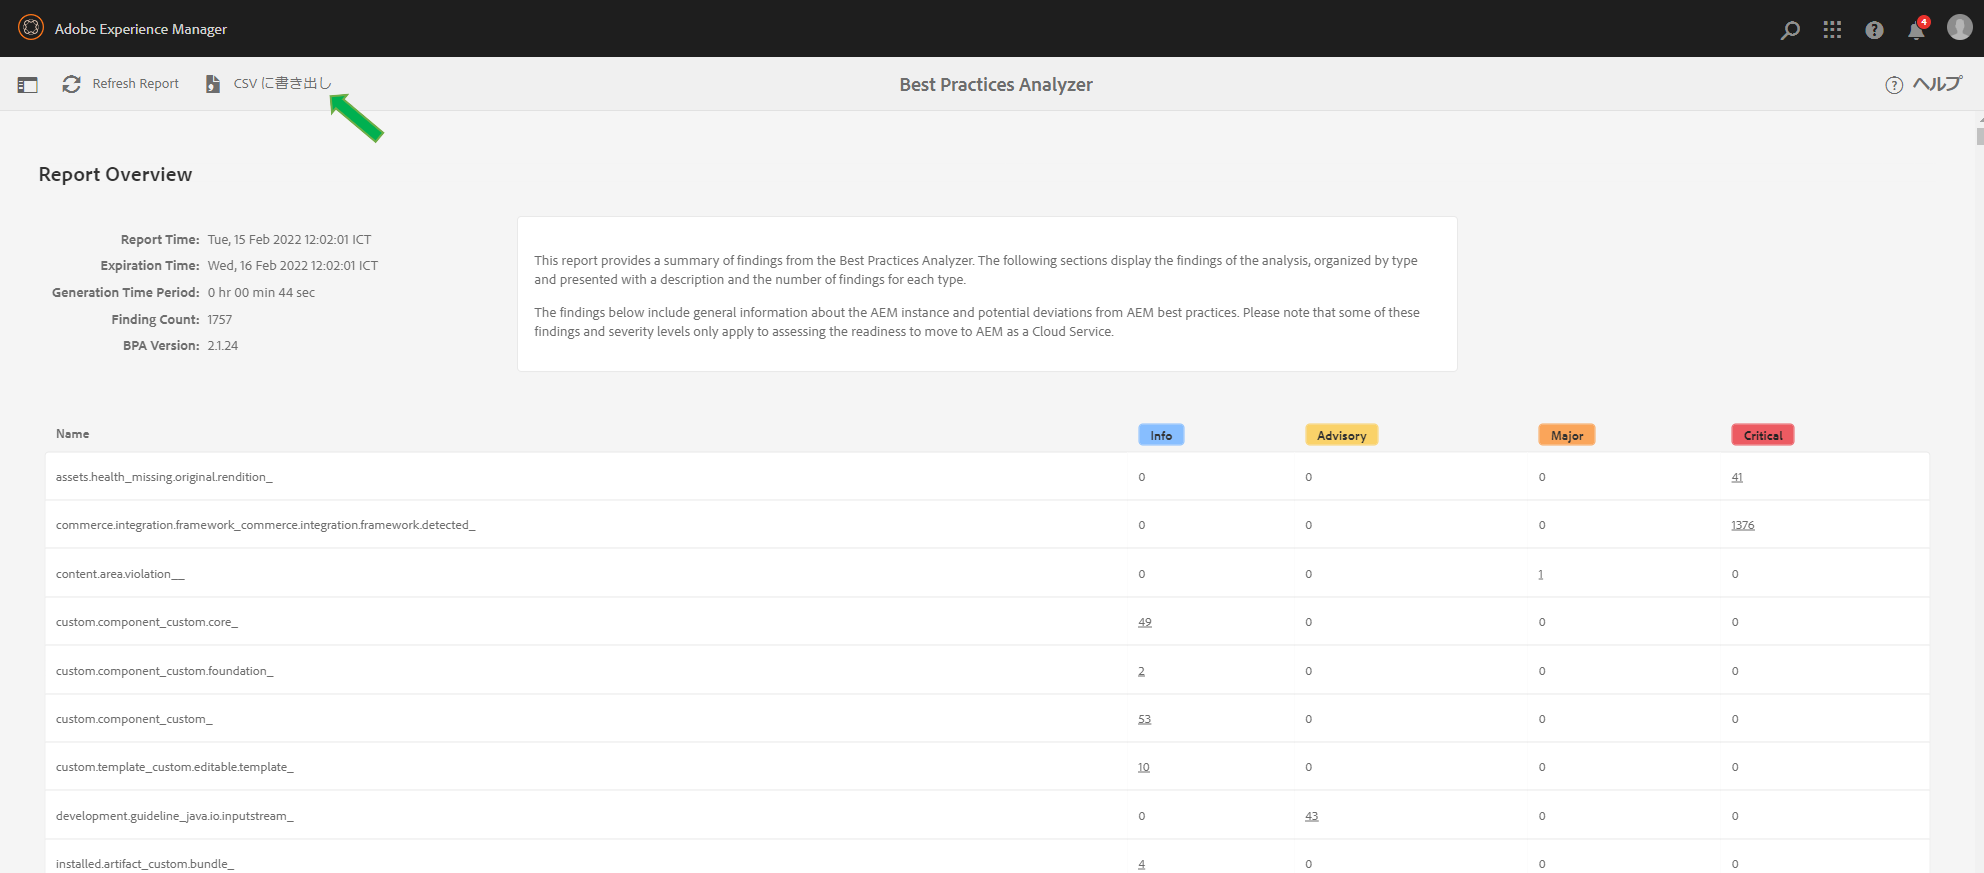 Adobe Experience Manager
4
Refresh Report
CSV に書き出し
Best Practices Analyzer
ヘルプ
Report Overview
Report Time: Tue, 15 Feb 2022 12:02:01 ICT
Expiration Time: Wed, 16 Feb 2022 12:02:01 ICT
Generation Time Period: 0 hr 00 min 44 sec
Finding Count: 1757
BPA Version: 2.1.24
This report provides a summary of findings from the Best Practices Analyzer. The following sections display the findings of the analysis, organized by type
and presented with a description and the number of findings for each type.
The findings below include general information about the AEM instance and potential deviations from AEM best practices. Please note that some of these
findings and severity levels only apply to assessing the readiness to move to AEM as a Cloud Service.
Name Info Advisory Major Critical
assets.health_missing.original.rendition_ 0 0 0 41
commerce.integration.framework_commerce.integration.framework.detected_ 0 0 0 1376
content.area.violation__ 0 0 1 0
custom.component_custom.core_ 49 0 0 0
custom.component_custom.foundation_ 2 0 0 0
custom.component_custom_ 53 0 0 0
custom.template_custom.editable.template_ 10 0 0 0
development.guideline_java.io.inputstream_ 0 43 0 0
installed.artifact_custom.bundle_ 4 0 0 0